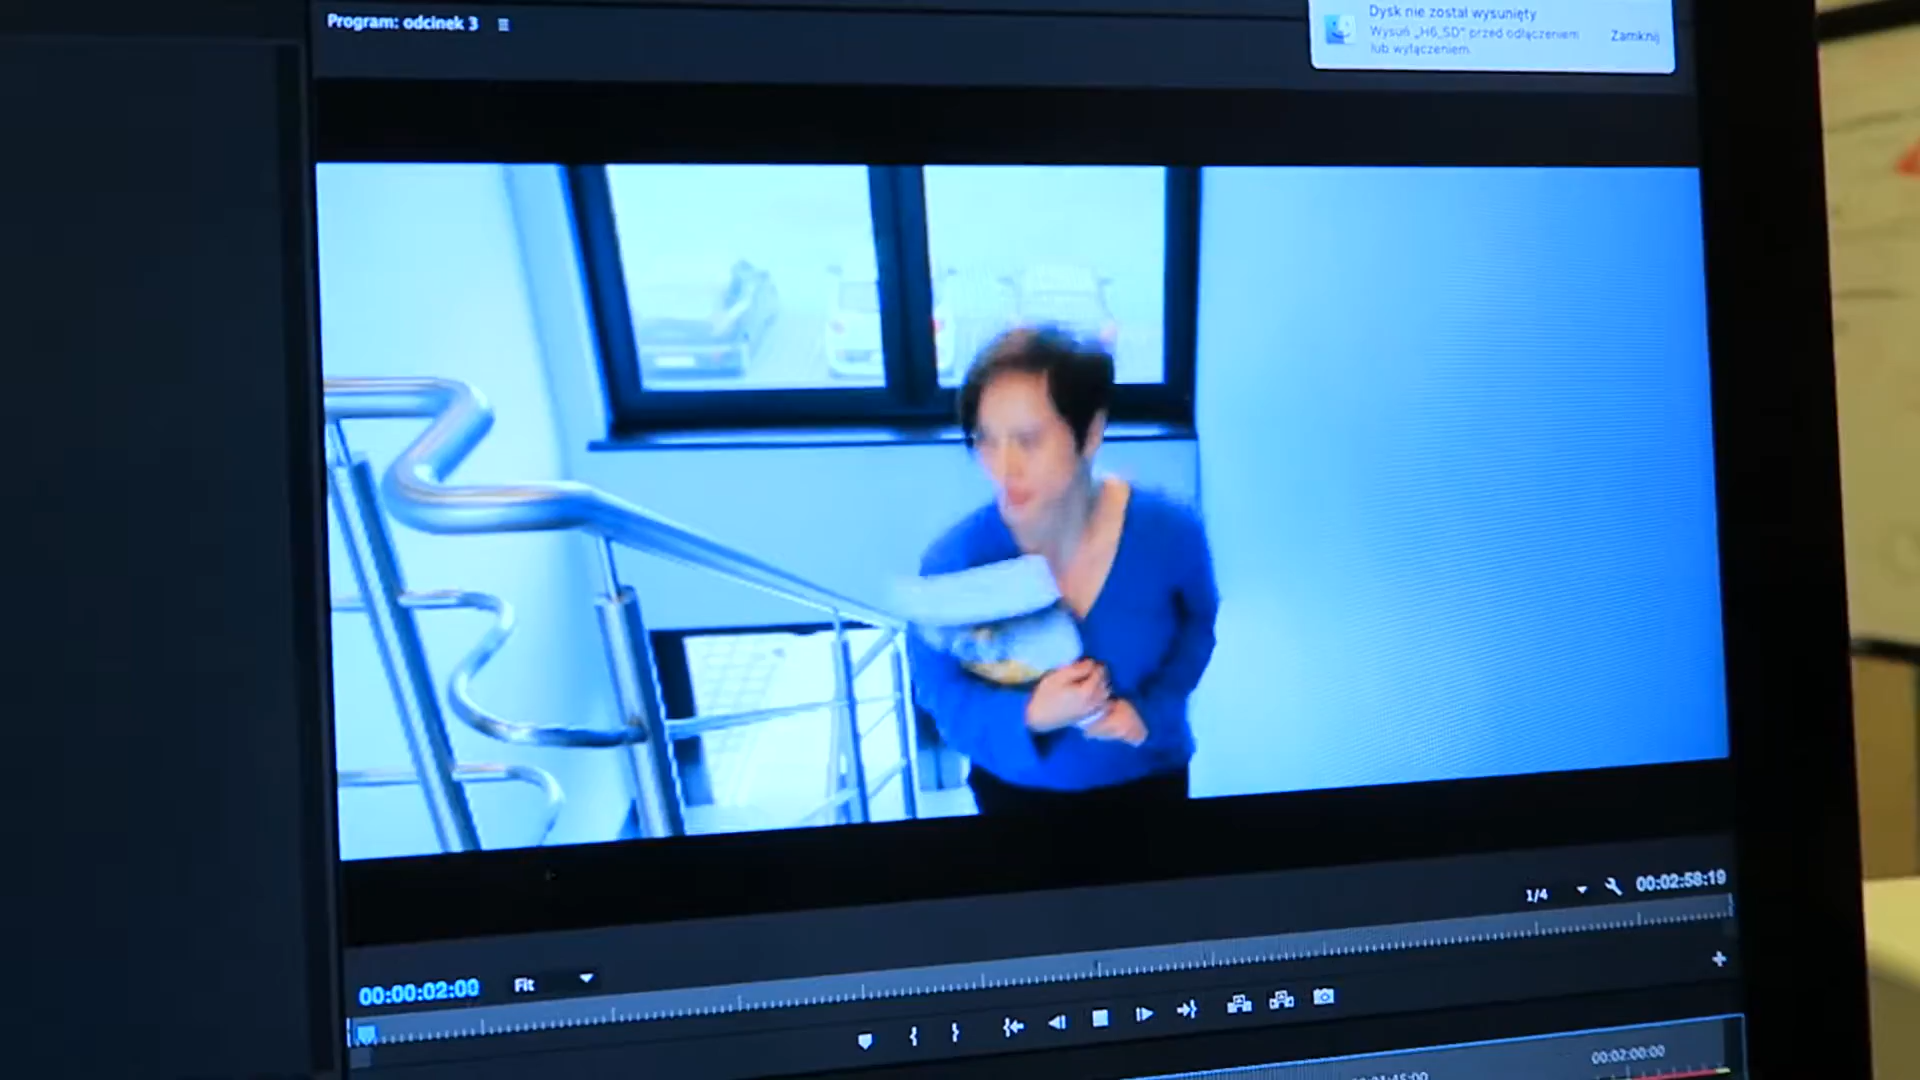 Program: odcinek 3
Dysk nie został wysunięty
Wysuń „H6_SD” przed odłączeniem
lub wyłączeniem.
Zamknij
1/4
00:02:58:19
00:00:02:00
Fit
00:02:00:00